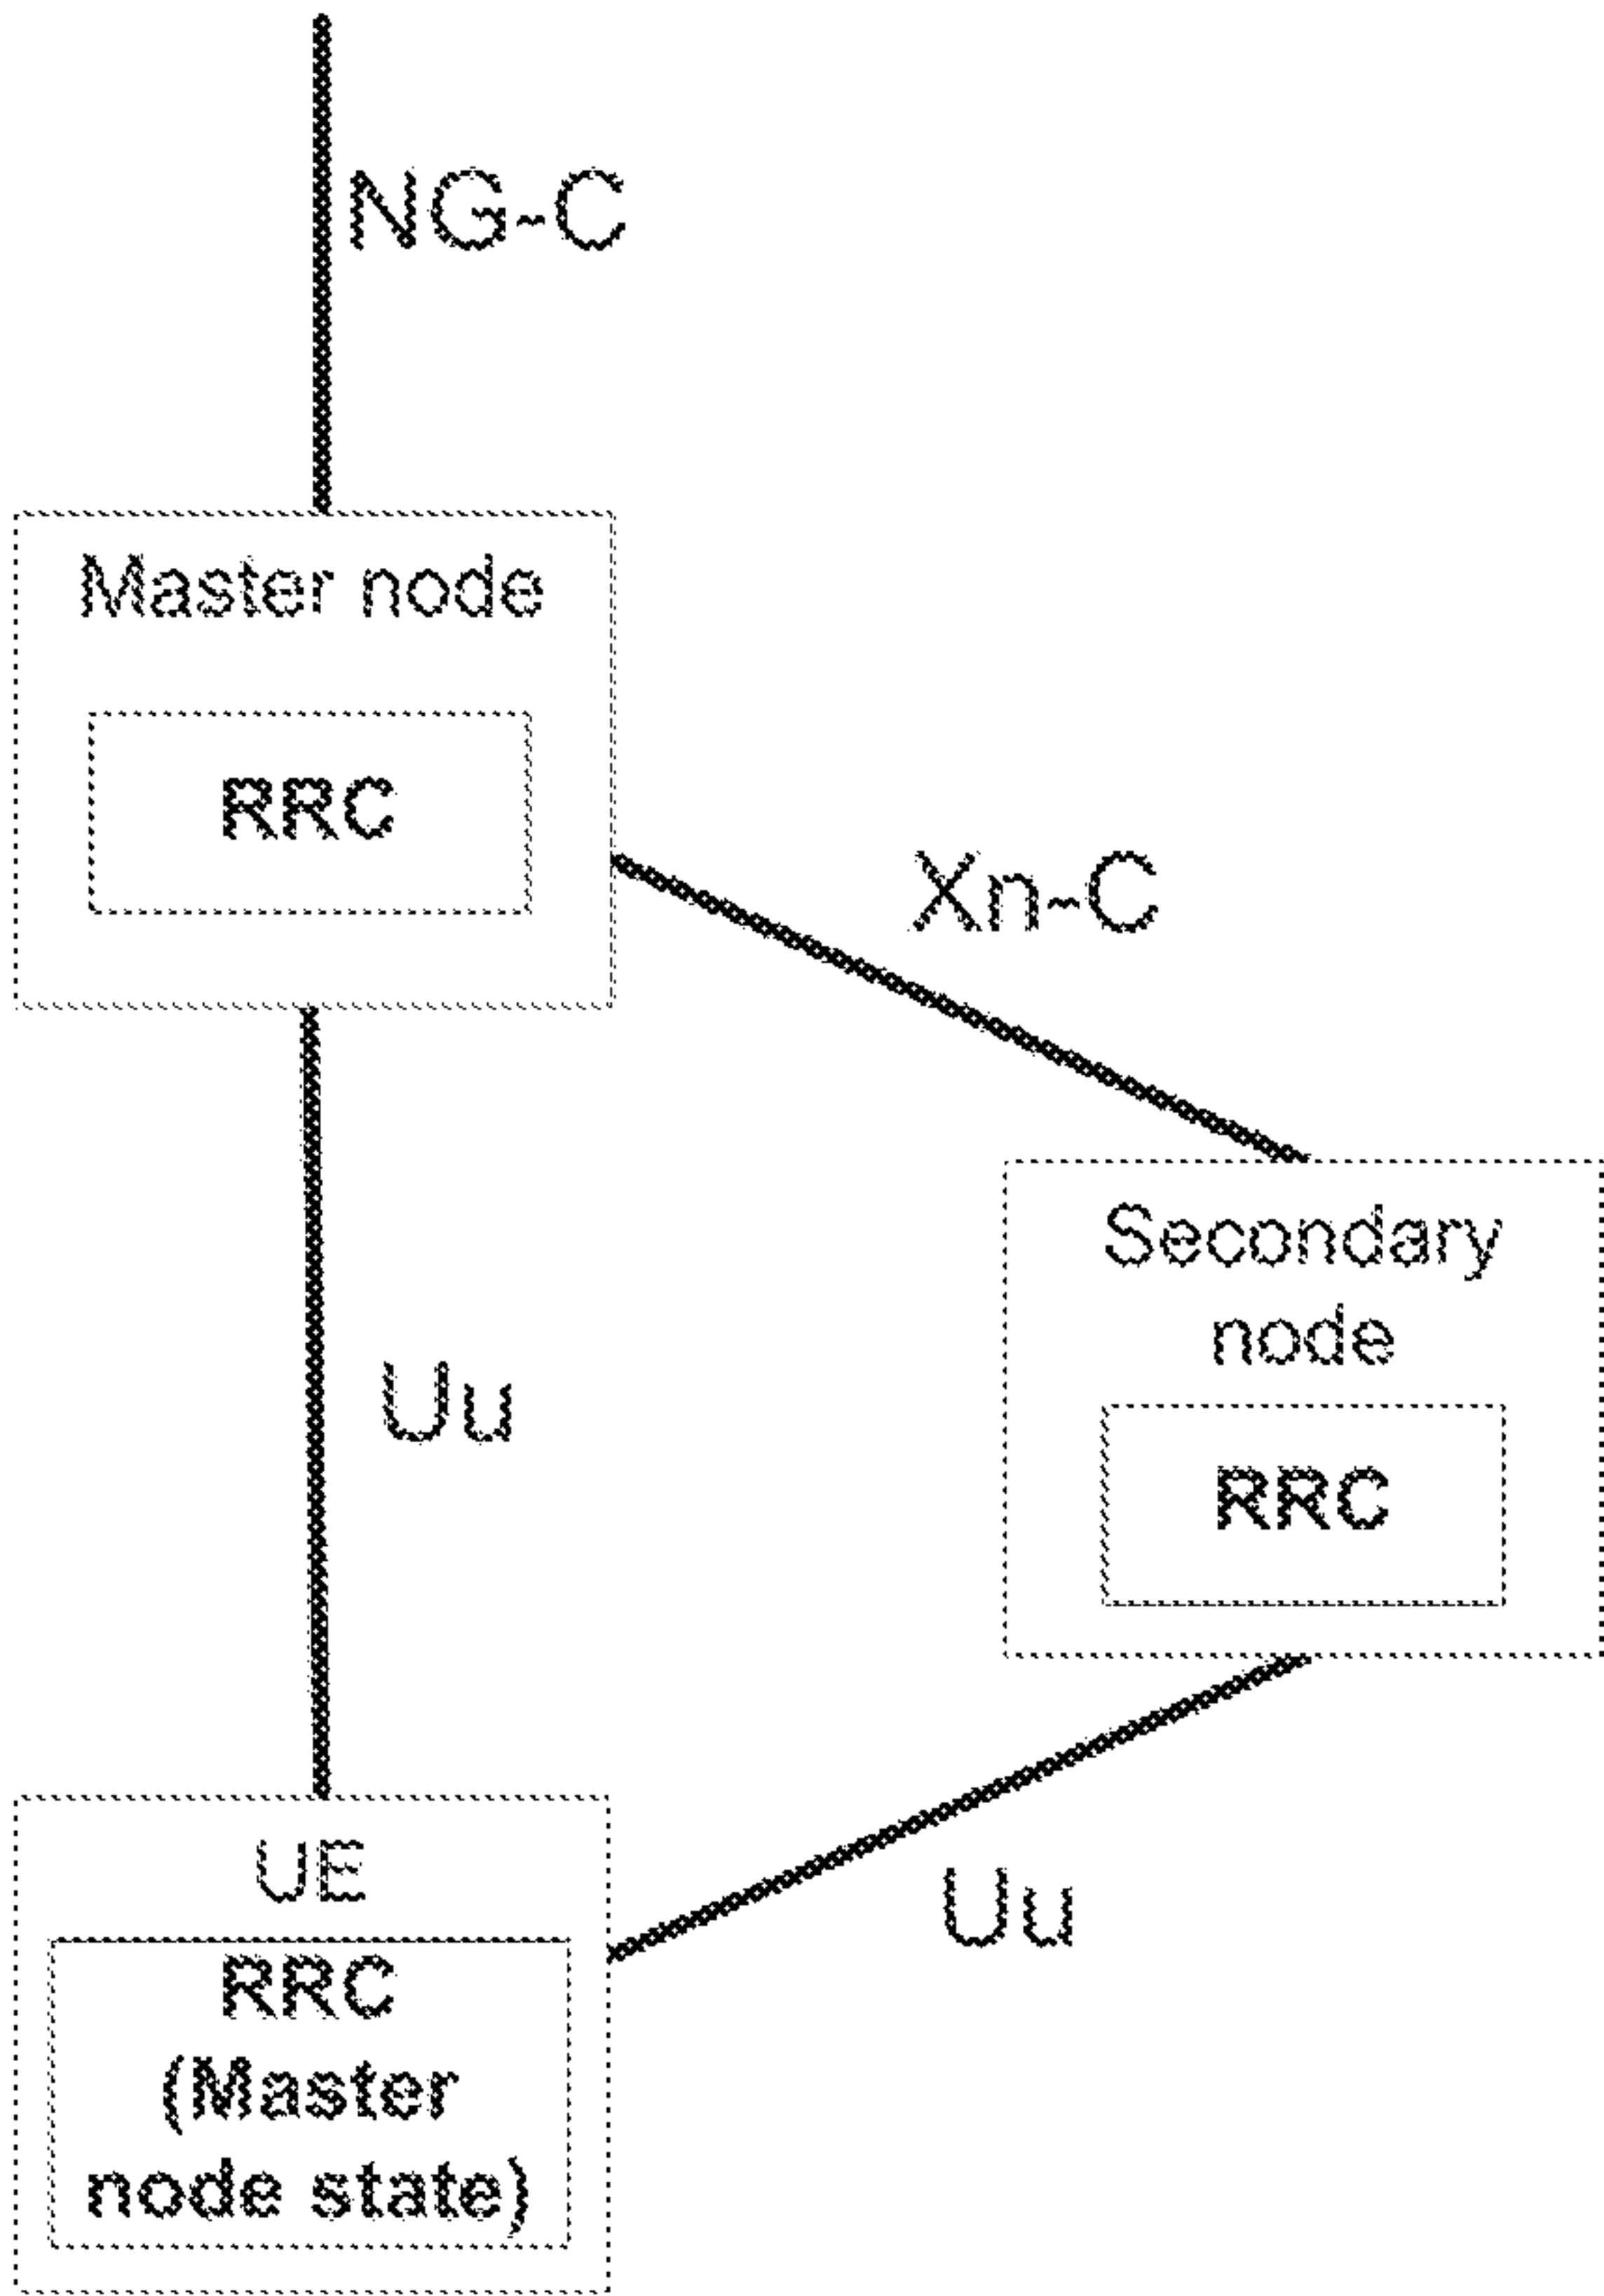 NG-C
Master node
RRC
Xn-C
Secondary
node
Uu
RRC
UE
Uu
RRC
(Master
node state)